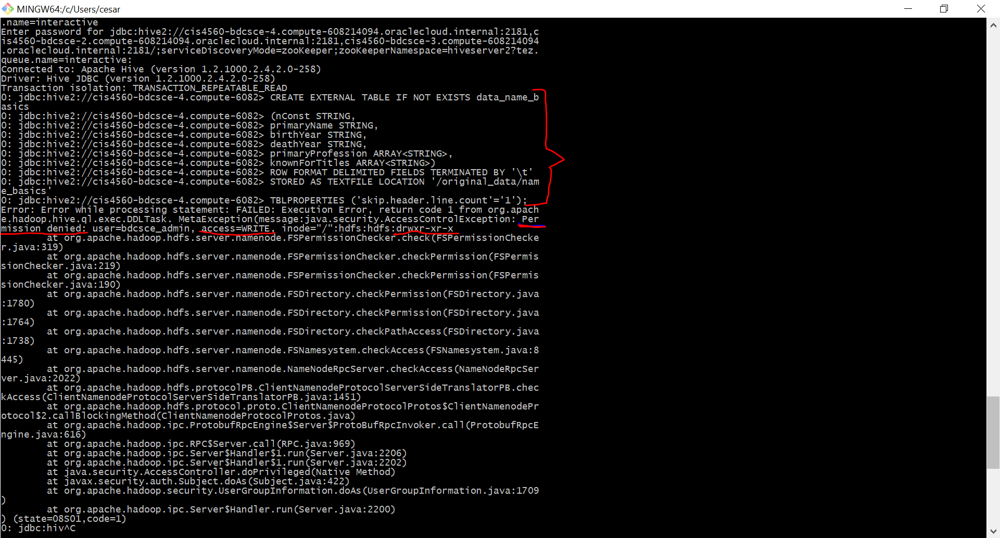 MINGW64:/c/Users/cesar
.name=interactive
Enter password for jdbc:hive2://cis4560-bdcsce-4.compute-608214094.oraclecloud.internal:2181,c
is4560-bdcsce-2.compute-608214094.oraclecloud.internal:2181,cis4560-bdcsce-3.compute-608214094
.oraclecloud.internal:2181/;serviceDiscoveryMode=zooKeeper;zooKeeperNamespace=hiveserver2?tez.
queue.name=interactive:
Connected to: Apache Hive (version 1.2.1000.2.4.2.0-258)
Driver: Hive JDBC (version 1.2.1000.2.4.2.0-258)
Transaction isolation: TRANSACTION_REPEATABLE_READ
0: jdbc:hive2://cis4560-bdcsce-4.compute-6082> CREATE EXTERNAL TABLE IF NOT EXISTS data_name_b
asics
0: jdbc:hive2://cis4560-bdcsce-4.compute-6082> (nConst STRING,
0: jdbc:hive2://cis4560-bdcsce-4.compute-6082> primaryName STRING,
0: jdbc:hive2://cis4560-bdcsce-4.compute-6082> birthYear STRING,
0: jdbc:hive2://cis4560-bdcsce-4.compute-6082> deathYear STRING,
0: jdbc:hive2://cis4560-bdcsce-4.compute-6082> primaryProfession ARRAY<STRING>,
0: jdbc:hive2://cis4560-bdcsce-4.compute-6082> knownForTitles ARRAY<STRING>)
0: jdbc:hive2://cis4560-bdcsce-4.compute-6082> ROW FORMAT DELIMITED FIELDS TERMINATED BY '\t'
0: jdbc:hive2://cis4560-bdcsce-4.compute-6082> STORED AS TEXTFILE LOCATION '/original_data/nam
e_basics'
0: jdbc:hive2://cis4560-bdcsce-4.compute-6082> TBLPROPERTIES ('skip.header.line.count'='1');
Error: Error while processing statement: FAILED: Execution Error, return code 1 from org.apach
e.hadoop.hive.ql.exec.DDLTask. MetaException(message:java.security.AccessControlException: Per
mission denied: user=bdcsce_admin, access=WRITE, inode="/":hdfs:hdfs:drwxr-xr-x
        at org.apache.hadoop.hdfs.server.namenode.FSPermissionChecker.check(FSPermissionChecke
r.java:319)
        at org.apache.hadoop.hdfs.server.namenode.FSPermissionChecker.checkPermission(FSPermis
sionChecker.java:219)
        at org.apache.hadoop.hdfs.server.namenode.FSPermissionChecker.checkPermission(FSPermis
sionChecker.java:190)
        at org.apache.hadoop.hdfs.server.namenode.FSDirectory.checkPermission(FSDirectory.java
:1780)
        at org.apache.hadoop.hdfs.server.namenode.FSDirectory.checkPermission(FSDirectory.java
:1764)
        at org.apache.hadoop.hdfs.server.namenode.FSDirectory.checkPathAccess(FSDirectory.java
:1738)
        at org.apache.hadoop.hdfs.server.namenode.FSNamesystem.checkAccess(FSNamesystem.java:8
445)
        at org.apache.hadoop.hdfs.server.namenode.NameNodeRpcServer.checkAccess(NameNodeRpcSer
ver.java:2022)
        at org.apache.hadoop.hdfs.protocolPB.ClientNamenodeProtocolServerSideTranslatorPB.chec
kAccess(ClientNamenodeProtocolServerSideTranslatorPB.java:1451)
        at org.apache.hadoop.hdfs.protocol.proto.ClientNamenodeProtocolProtos$ClientNamenodePr
otocol$2.callBlockingMethod(ClientNamenodeProtocolProtos.java)
        at org.apache.hadoop.ipc.ProtobufRpcEngine$Server$ProtoBufRpcInvoker.call(ProtobufRpcE
ngine.java:616)
        at org.apache.hadoop.ipc.RPC$Server.call(RPC.java:969)
        at org.apache.hadoop.ipc.Server$Handler$1.run(Server.java:2206)
        at org.apache.hadoop.ipc.Server$Handler$1.run(Server.java:2202)
        at java.security.AccessController.doPrivileged(Native Method)
        at javax.security.auth.Subject.doAs(Subject.java:422)
        at org.apache.hadoop.security.UserGroupInformation.doAs(UserGroupInformation.java:1709
)
        at org.apache.hadoop.ipc.Server$Handler.run(Server.java:2200)
) (state=08S01,code=1)
0: jdbc:hiv^C